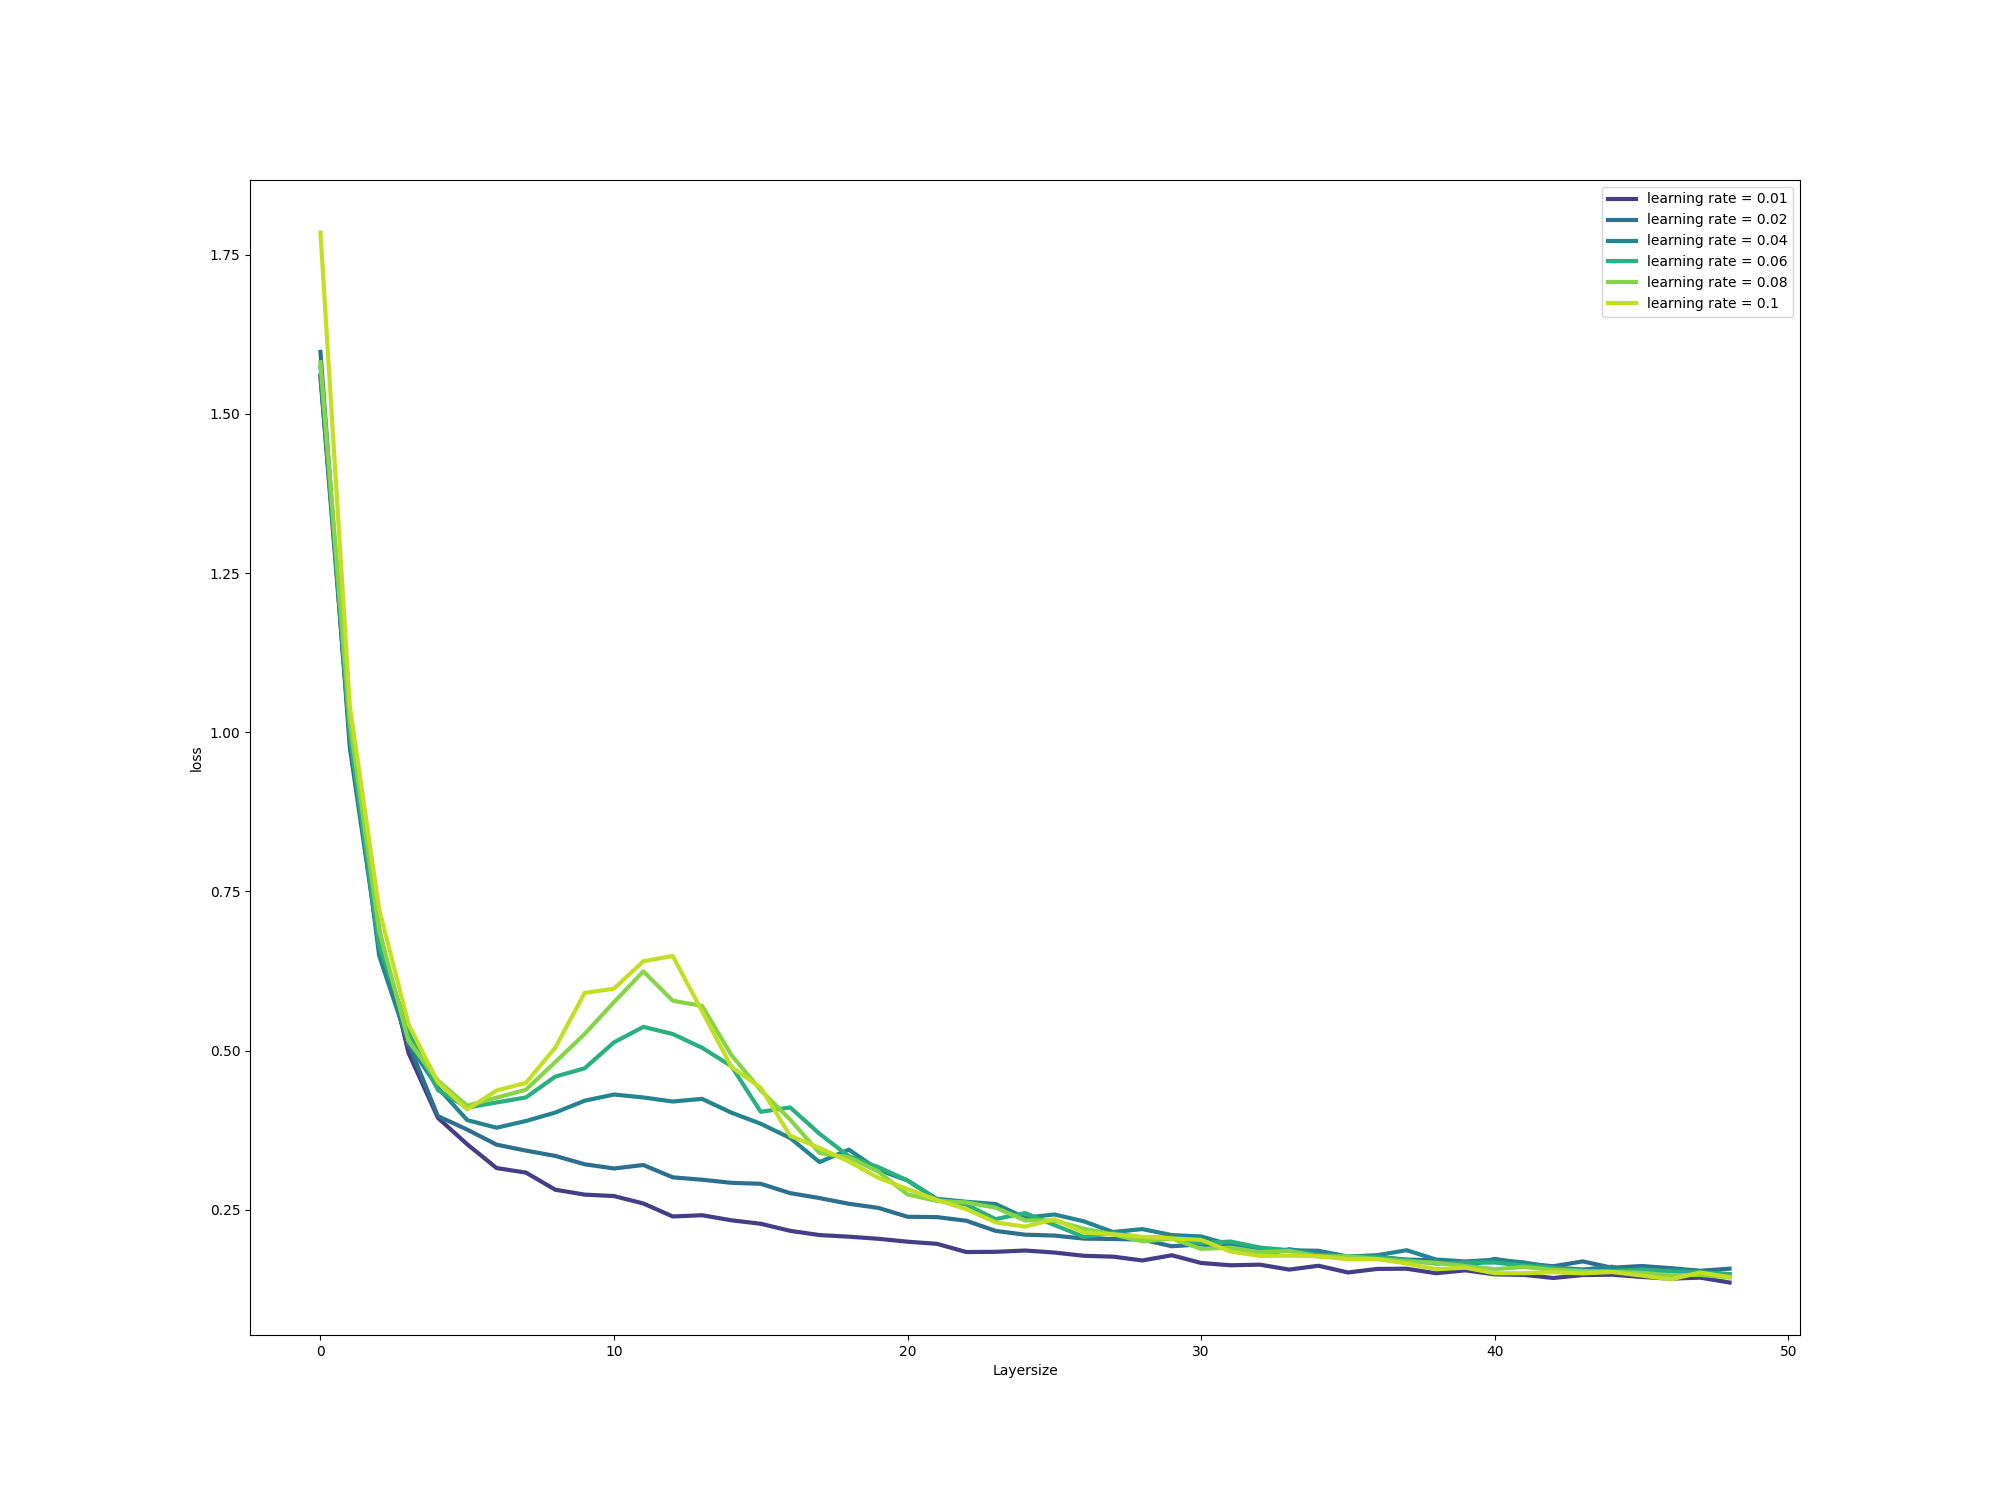 learning rate = 0.01
learning rate = 0.02
learning rate = 0.04
learning rate = 0.06
learning rate = 0.08
learning rate = 0.1
1.75
1.50
1.25
1.00
0.75
0.50
0.25
loss
0 10 20 30 40 50
Layersize